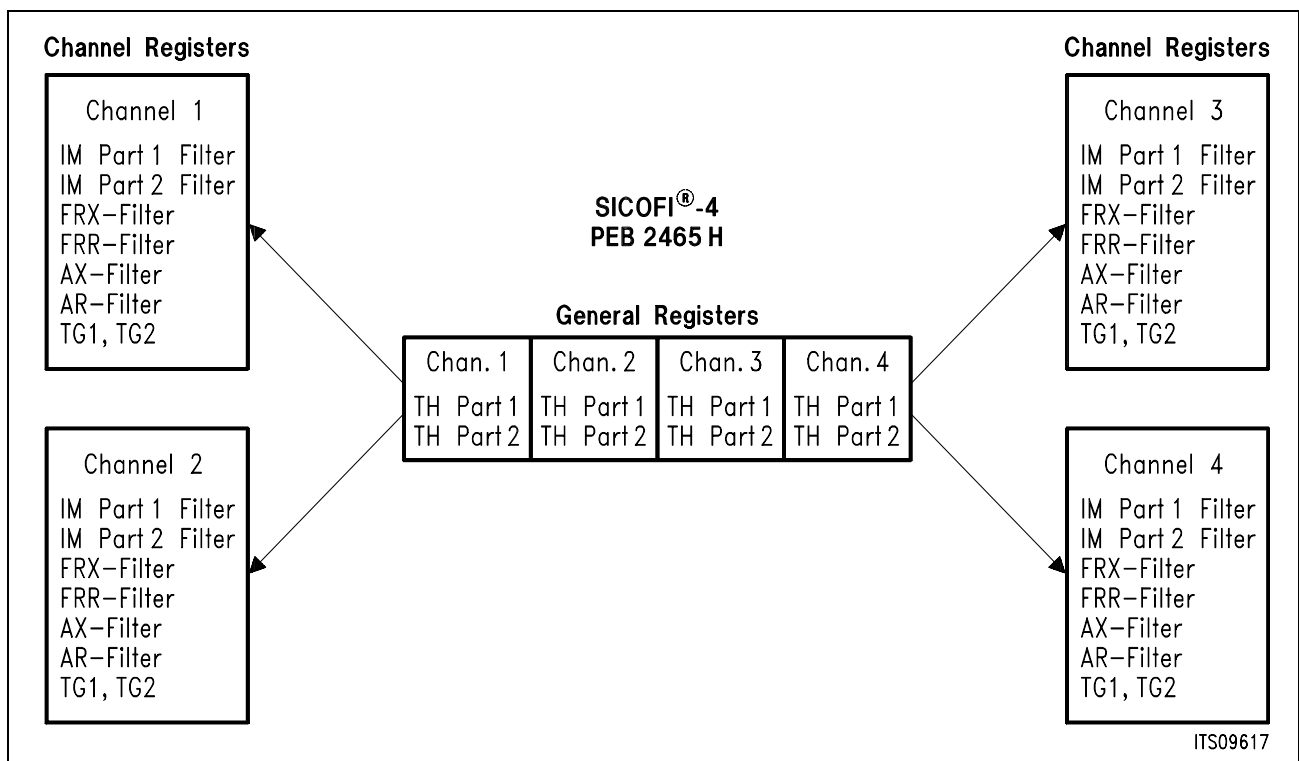 Channel Registers
Channel 1
IM Part 1 Filter
IM Part 2 Filter
FRX-Filter
FRR-Filter
AX-Filter
AR-Filter
TG1, TG2
Channel 2
IM Part 1 Filter
IM Part 2 Filter
FRX-Filter
FRR-Filter
AX-Filter
AR-Filter
TG1, TG2
SICOFI®-4
PEB 2465 H
General Registers
Chan. 1
TH Part 1
TH Part 2
Chan. 2
TH Part 1
TH Part 2
Chan. 3
TH Part 1
TH Part 2
Chan. 4
TH Part 1
TH Part 2
Channel Registers
Channel 3
IM Part 1 Filter
IM Part 2 Filter
FRX-Filter
FRR-Filter
AX-Filter
AR-Filter
TG1, TG2
Channel 4
IM Part 1 Filter
IM Part 2 Filter
FRX-Filter
FRR-Filter
AX-Filter
AR-Filter
TG1, TG2
ITS09617